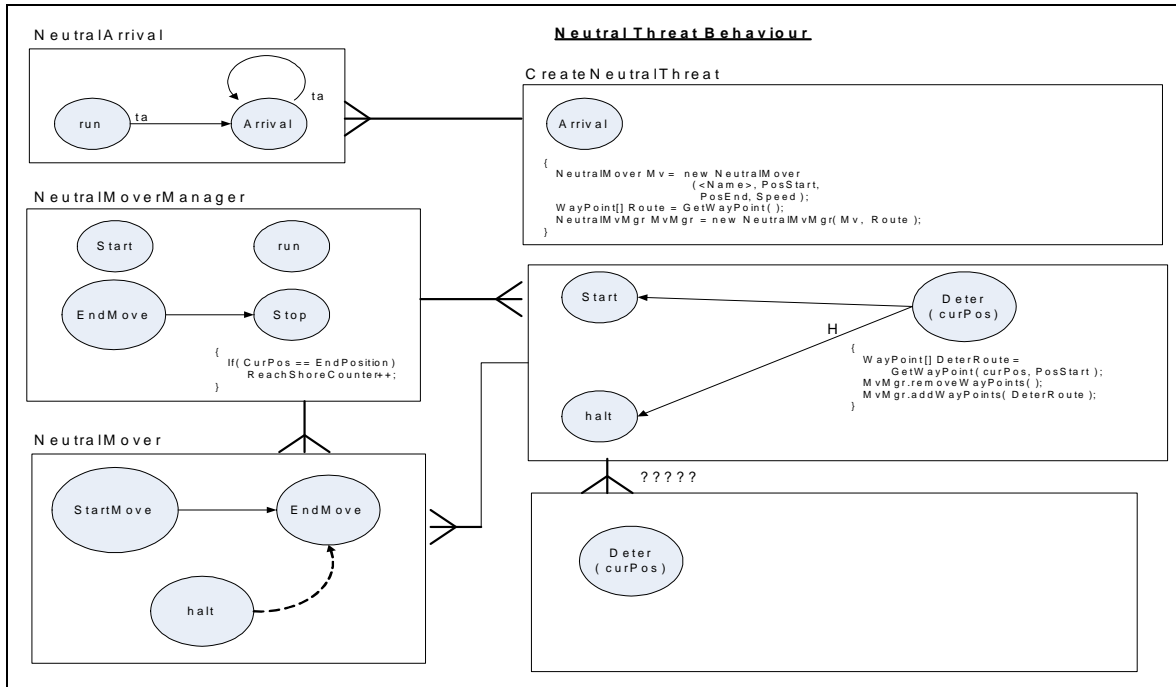 Neutral Threat Behaviour
NeutralArrival
run
ta
Arrival
ta
CreateNeutralThreat
Arrival
{
NeutralMover Mv = new NeutralMover
(<Name>, PosStart,
PosEnd, Speed);
WayPoint[] Route = GetWayPoint();
NeutralMvMgr MvMgr = new NeutralMvMgr(Mv, Route);
}
NeutralMoverManager
Start
run
EndMove
Stop
{
If(CurPos == EndPosition)
ReachShoreCounter++;
}
Start
Deter
(curPos)
H
{
WayPoint[] DeterRoute =
GetWayPoint(curPos, PosStart);
MvMgr.removeWayPoints();
MvMgr.addWayPoints(DeterRoute);
}
halt
NeutralMover
StartMove
EndMove
halt
?????
Deter
(curPos)